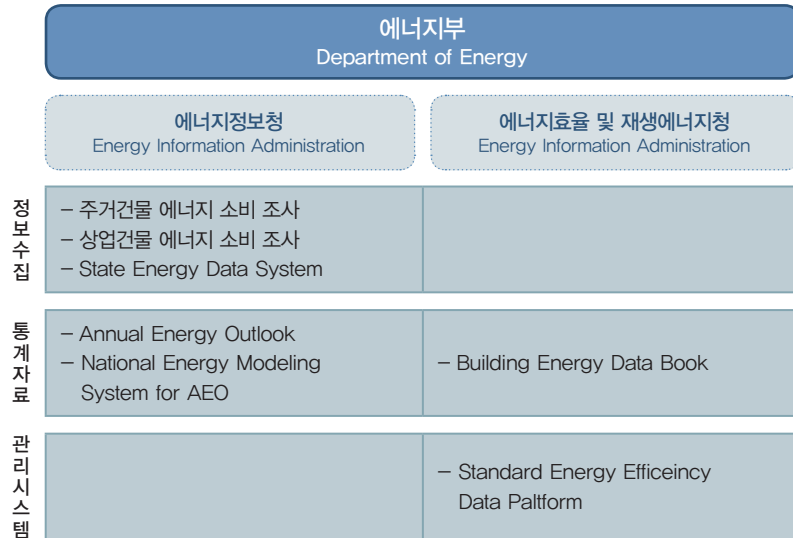 에너지부
Department of Energy
에너지정보청
Energy Information Administration
에너지효율 및 재생에너지청
Energy Information Administration
정보수집
– 주거건물 에너지 소비 조사
– 상업건물 에너지 소비 조사
– State Energy Data System
통계자료
– Annual Energy Outlook
– National Energy Modeling
System for AEO
– Building Energy Data Book
관리시스템
– Standard Energy Efficeincy
Data Paltform